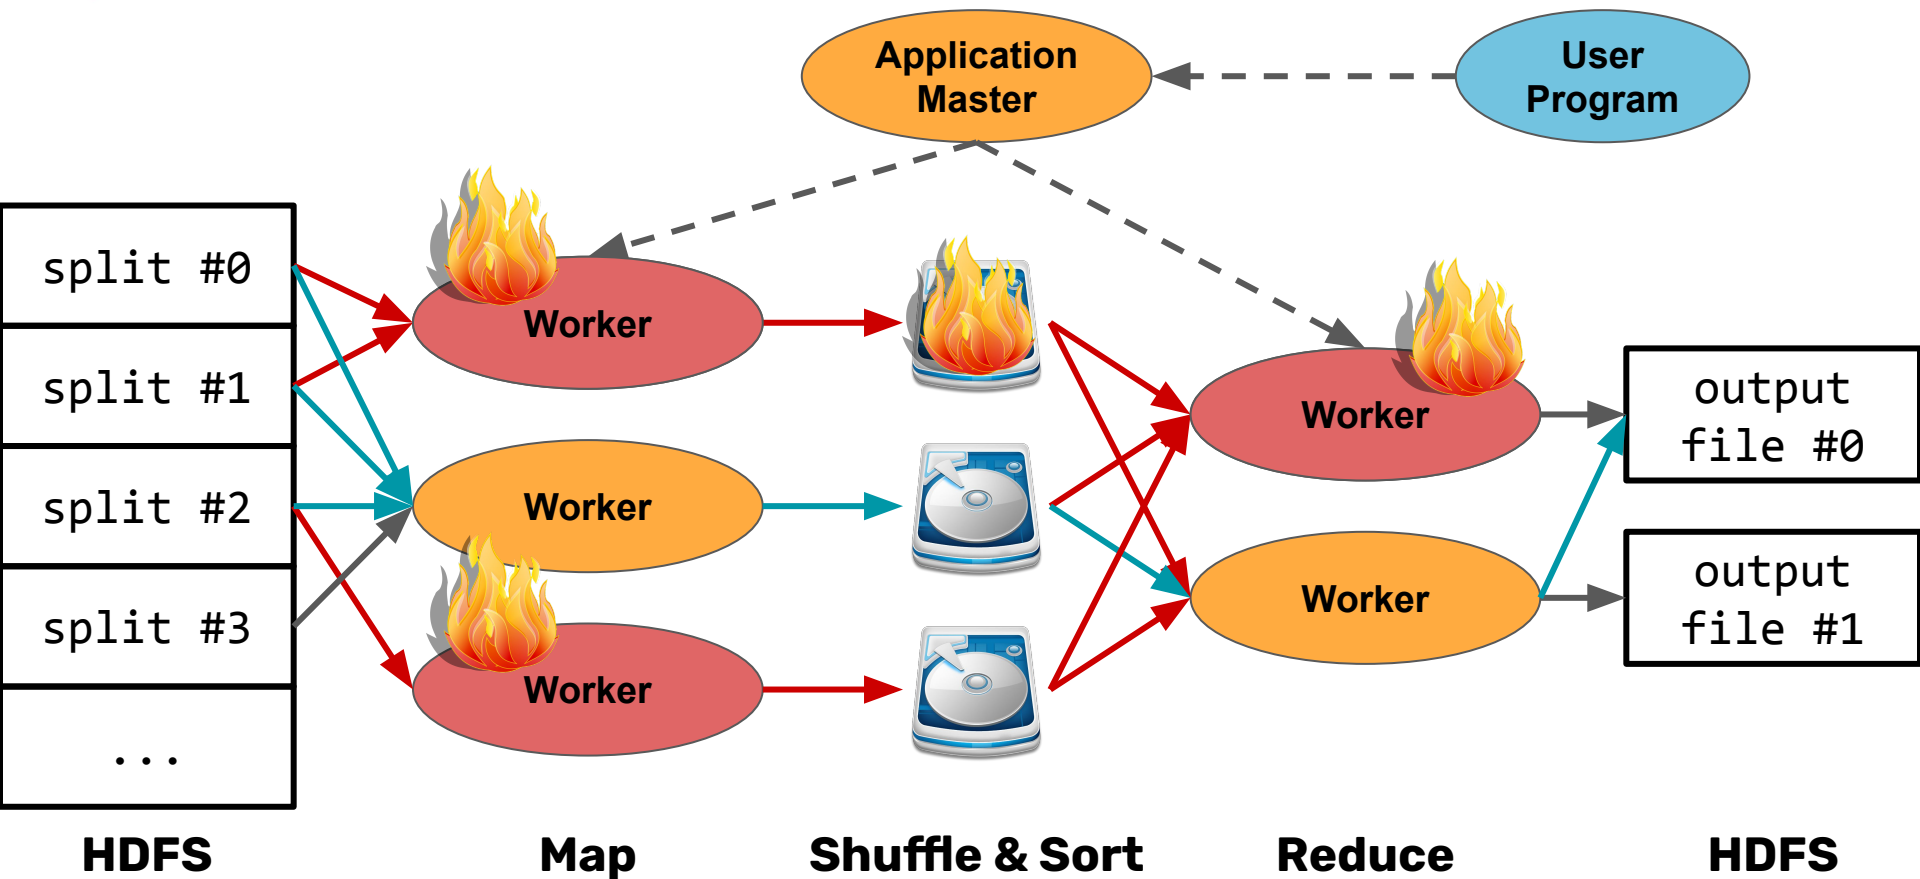 Application
Master
User
Program
split #0
split #1
split #2
split #3
...
Worker
Worker
Worker
Worker
Worker
output
file #0
output
file #1
HDFS
Map
Shuffle & Sort
Reduce
HDFS